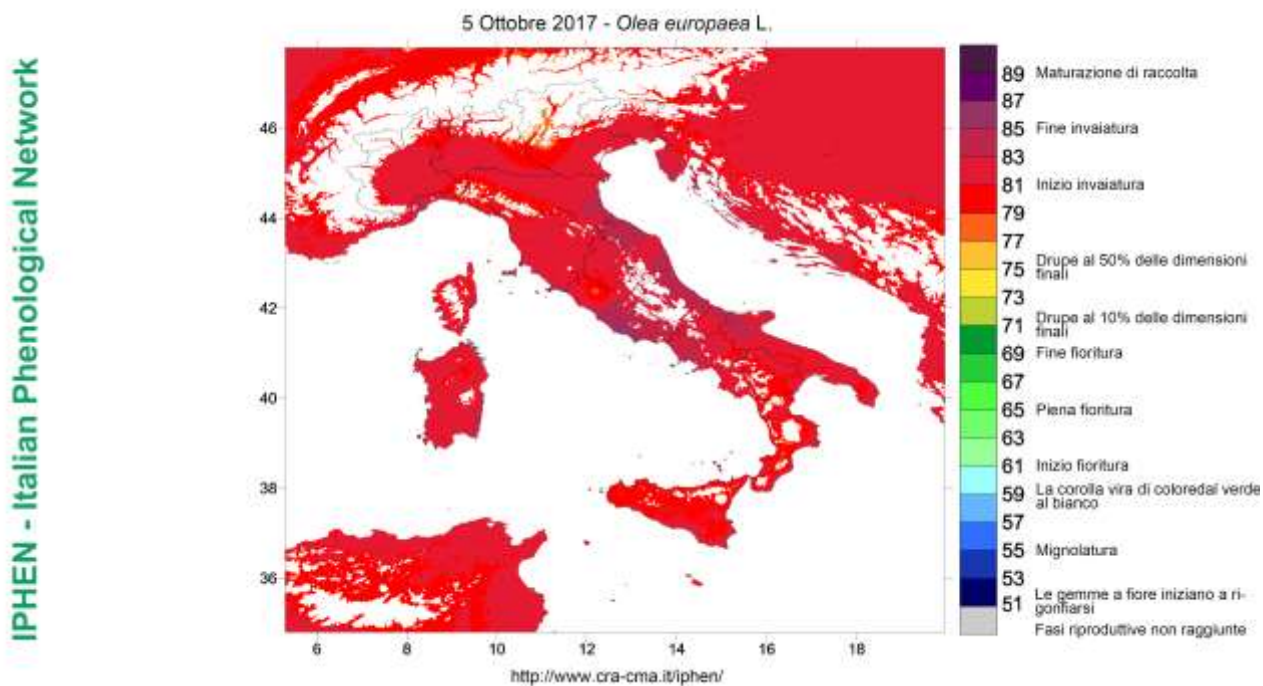 IPHEN - Italian Phenological Network
5 Ottobre 2017 - Olea europaea L.
46
44
42
40
38
36
6 8 10 12 14 16 18
http://www.cra-cma.it/iphen/
89 Maturazione di raccolta
87
85 Fine invaiatura
83
81 Inizio invaiatura
79
77
Drupe al 50% delle dimensioni
75 finali
73
Drupe al 10% delle dimensioni
71 finali
69 Fine fioritura
67
65 Piena fioritura
63
61 Inizio fioritura
59 La corolla vira di coloredal verde
al bianco
57
55 Mignolatura
53
Le gemme a fiore iniziano a ri-
51 gonfiarsi
Fasi riproduttive non raggiunte